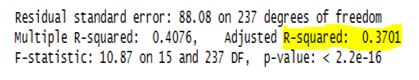 Residual standard error: 88.08 on 237 degrees of freedom
Multiple R-squared:  0.4076,    Adjusted R-squared:  0.3701
F-statistic: 10.87 on 15 and 237 DF,  p-value: < 2.2e-16